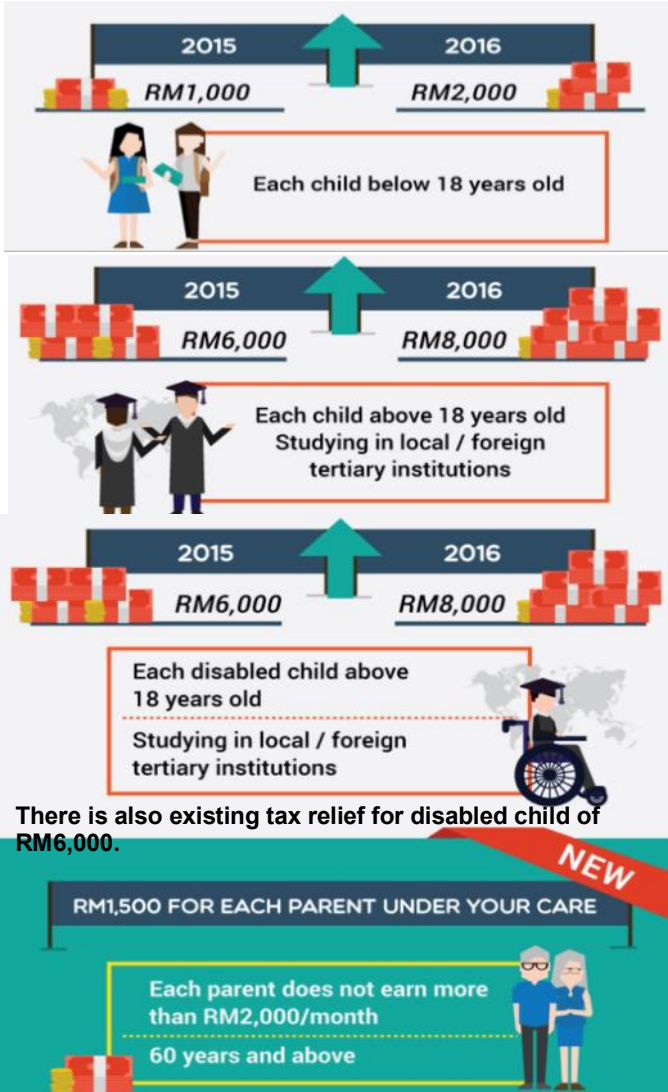 2015
2016
RM1,000
RM2,000
Each child below 18 years old
2015
2016
RM6,000
RM8,000
Each child above 18 years old
Studying in local / foreign
tertiary institutions
2015
2016
RM6,000
RM8,000
Each disabled child above
18 years old
Studying in local / foreign
tertiary institutions
There is also existing tax relief for disabled child of
RM6,000.
NEW
RM1,500 FOR EACH PARENT UNDER YOUR CARE
Each parent does not earn more
than RM2,000/month
60 years and above